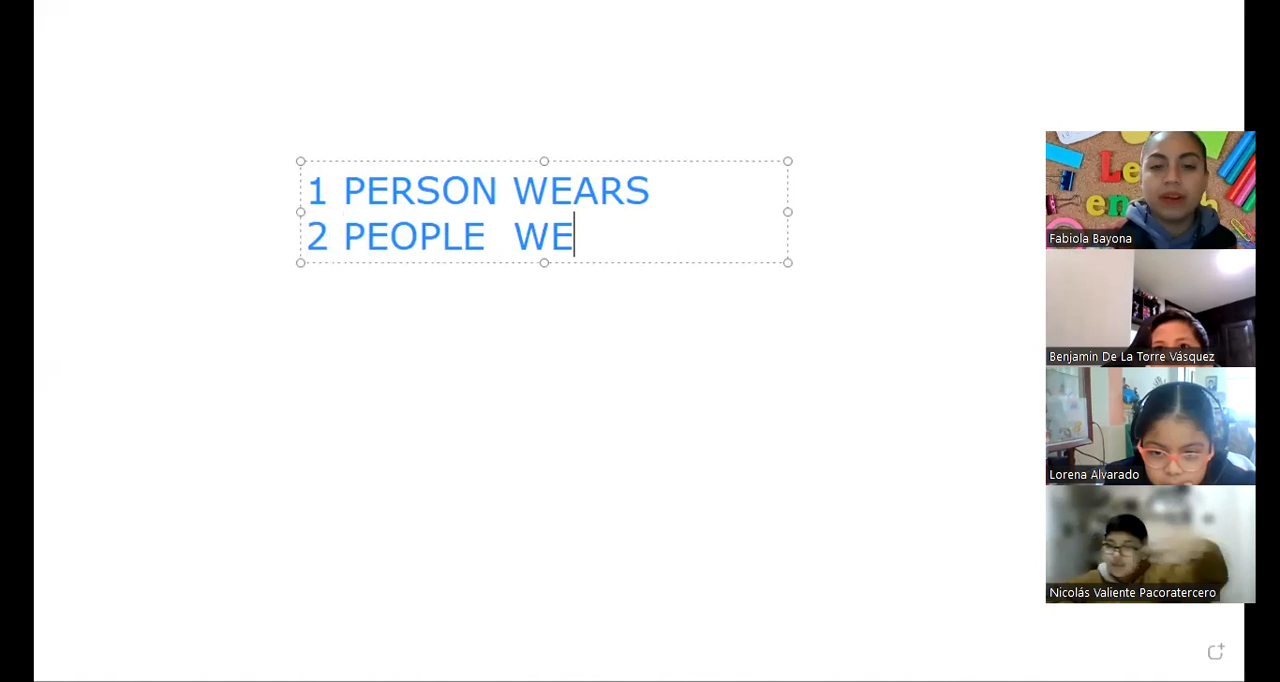 1 PERSON WEARS
2 PEOPLE  WE
Le
en
Fabiola Bayona
Benjamin De La Torre Vásquez
Lorena Alvarado
Nicolás Valiente Pacoratercero